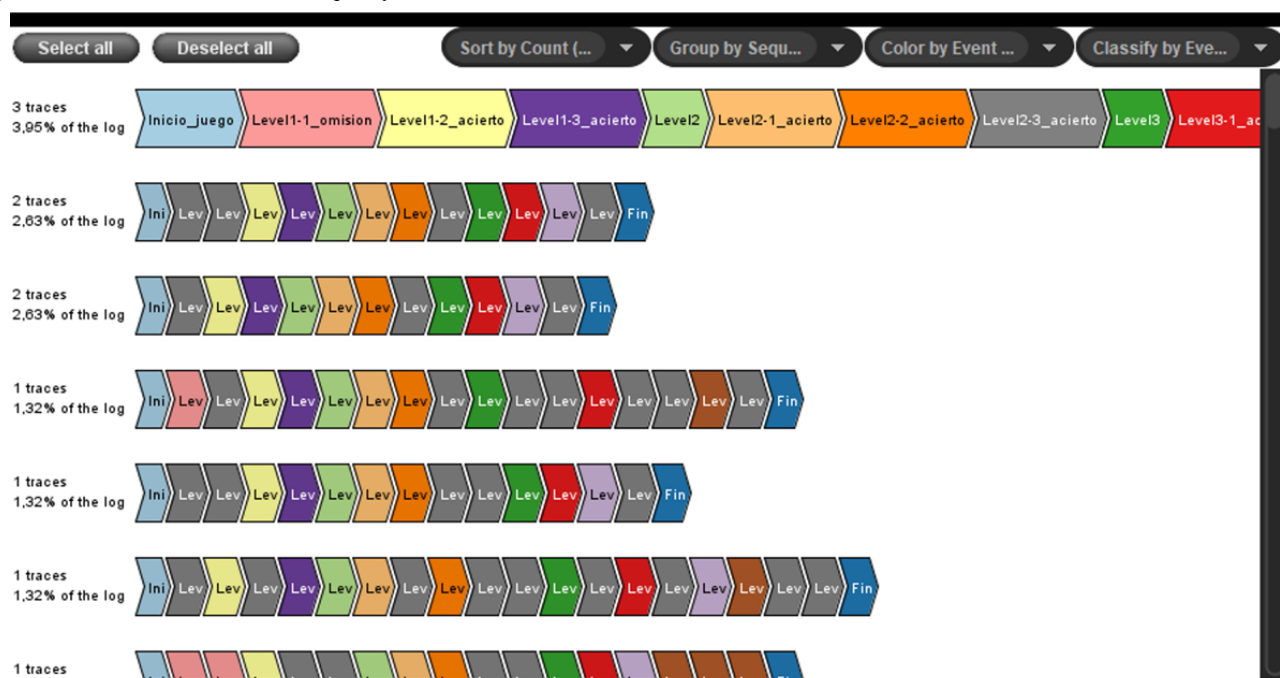 Select all Deselect all Sort by Count (... Group by Sequ... Color by Event ... Classify by Eve...
3 traces
3,95% of the log
Inicio_juego Level1-1_omision Level1-2_acierto Level1-3_acierto Level2 Level2-1_acierto Level2-2_acierto Level2-3_acierto Level3 Level3-1_ac
2 traces
2,63% of the log
Ini Lev Lev Lev Lev Lev Lev Lev Lev Lev Lev Lev Lev Fin
2 traces
2,63% of the log
Ini Lev Lev Lev Lev Lev Lev Lev Lev Lev Lev Lev Fin
1 traces
1,32% of the log
Ini Lev Lev Lev Lev Lev Lev Lev Lev Lev Lev Lev Lev Lev Lev Lev Lev Fin
1 traces
1,32% of the log
Ini Lev Lev Lev Lev Lev Lev Lev Lev Lev Lev Lev Lev Lev Fin
1 traces
1,32% of the log
Ini Lev Lev Lev Lev Lev Lev Lev Lev Lev Lev Lev Lev Lev Lev Lev Lev Lev Lev Fin
1 traces